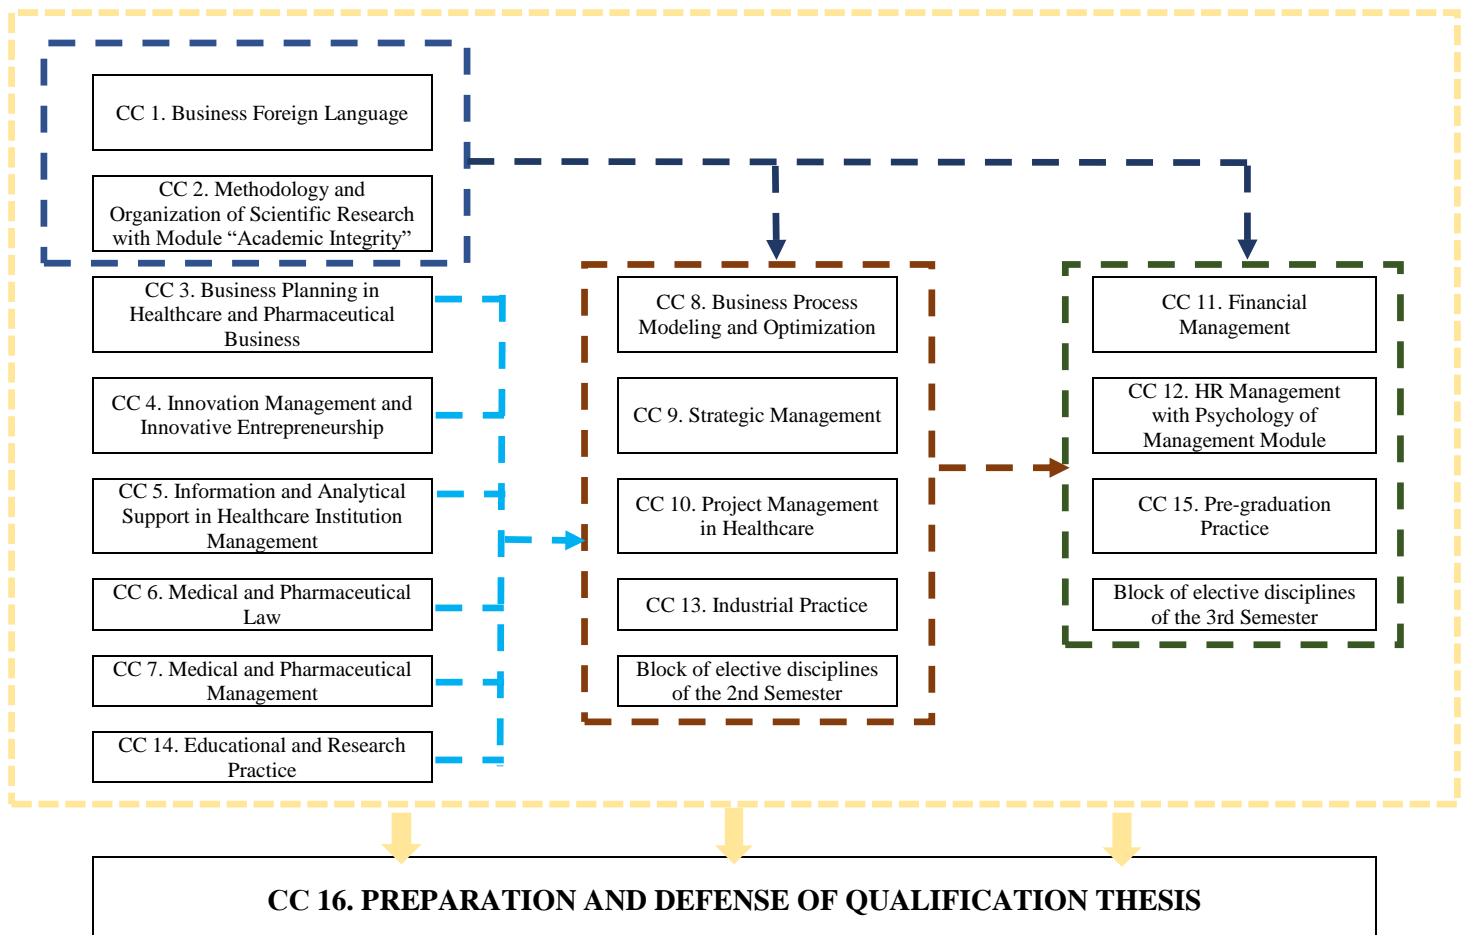 CC 1. Business Foreign Language
CC 2. Methodology and
Organization of Scientific Research
with Module “Academic Integrity”
CC 3. Business Planning in
Healthcare and Pharmaceutical
Business
CC 4. Innovation Management and
Innovative Entrepreneurship
CC 5. Information and Analytical
Support in Healthcare Institution
Management
CC 6. Medical and Pharmaceutical
Law
CC 7. Medical and Pharmaceutical
Management
CC 14. Educational and Research
Practice
CC 8. Business Process
Modeling and Optimization
CC 9. Strategic Management
CC 10. Project Management
in Healthcare
CC 13. Industrial Practice
Block of elective disciplines
of the 2nd Semester
CC 11. Financial
Management
CC 12. HR Management
with Psychology of
Management Module
CC 15. Pre-graduation
Practice
Block of elective disciplines
of the 3rd Semester
CC 16. PREPARATION AND DEFENSE OF QUALIFICATION THESIS